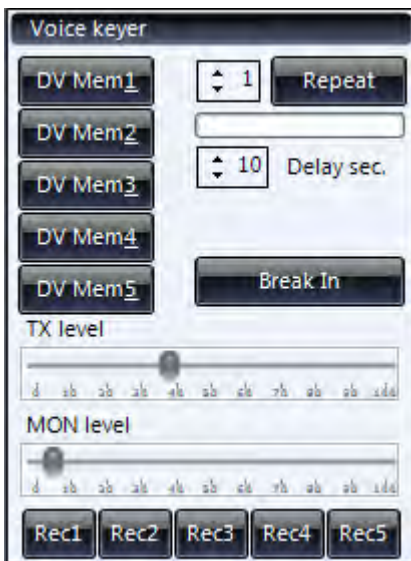 Voice keyer
DV Mem1
1
Repeat
DV Mem2
10
Delay sec.
DV Mem3
DV Mem4
DV Mem5
Break In
TX level
MON level
Rec1 Rec2 Rec3 Rec4 Rec5